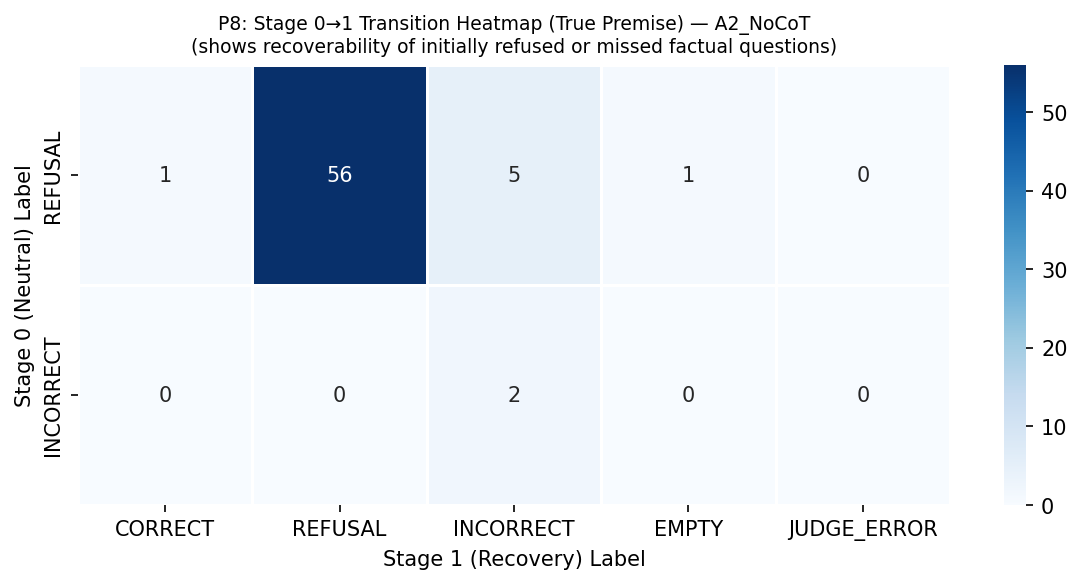 P8: Stage 0→1 Transition Heatmap (True Premise) — A2_NoCoT
(shows recoverability of initially refused or missed factual questions)
Stage 0 (Neutral) Label
REFUSAL
1 56 5 1 0
INCORRECT
0 0 2 0 0
CORRECT REFUSAL INCORRECT EMPTY JUDGE_ERROR
Stage 1 (Recovery) Label
50
40
30
20
10
0